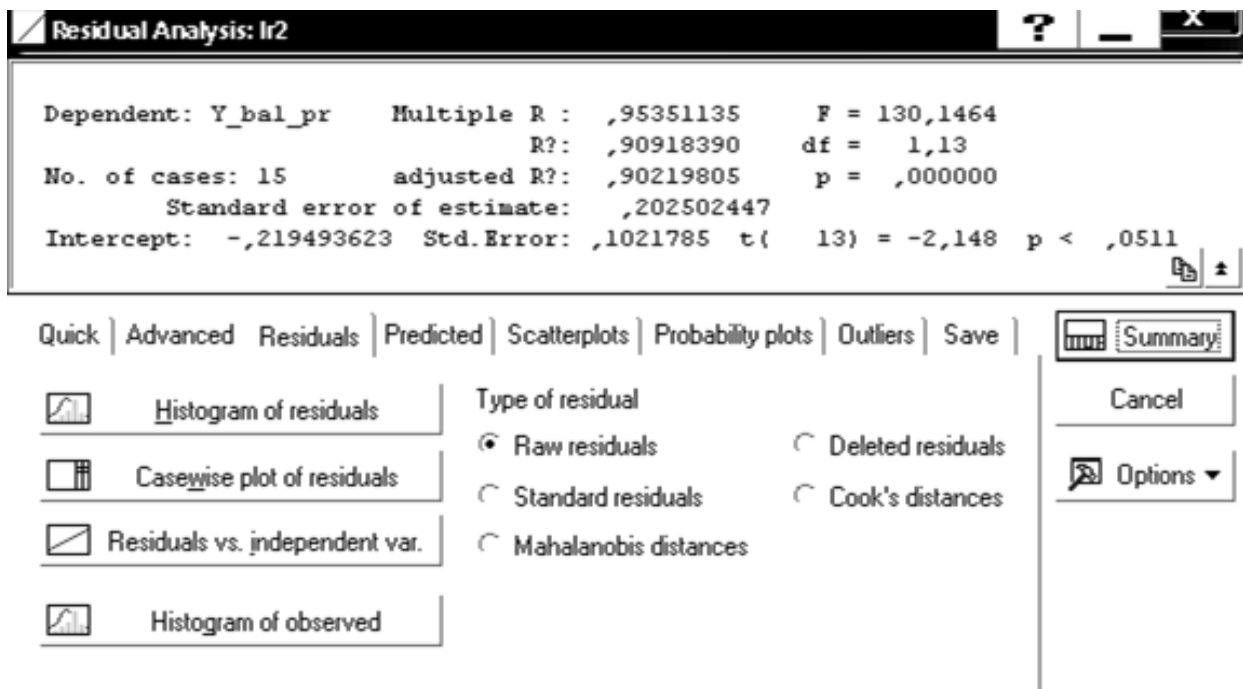 Residual Analysis: lr2
Dependent: Y_bal_pr Multiple R : ,95351135 F = 130,1464
R?: ,90918390 df = 1,13
No. of cases: 15 adjusted R?: ,90219805 p = ,000000
Standard error of estimate: ,202502447
Intercept: -,219493623 Std.Error: ,1021785 t( 13) = -2,148 p < ,0511
Quick Advanced Residuals Predicted Scatterplots Probability plots Outliers Save
Summary
Cancel
Options
Histogram of residuals
Casewise plot of residuals
Residuals vs. independent var.
Histogram of observed
Type of residual
Raw residuals Deleted residuals
Standard residuals Cook's distances
Mahalanobis distances